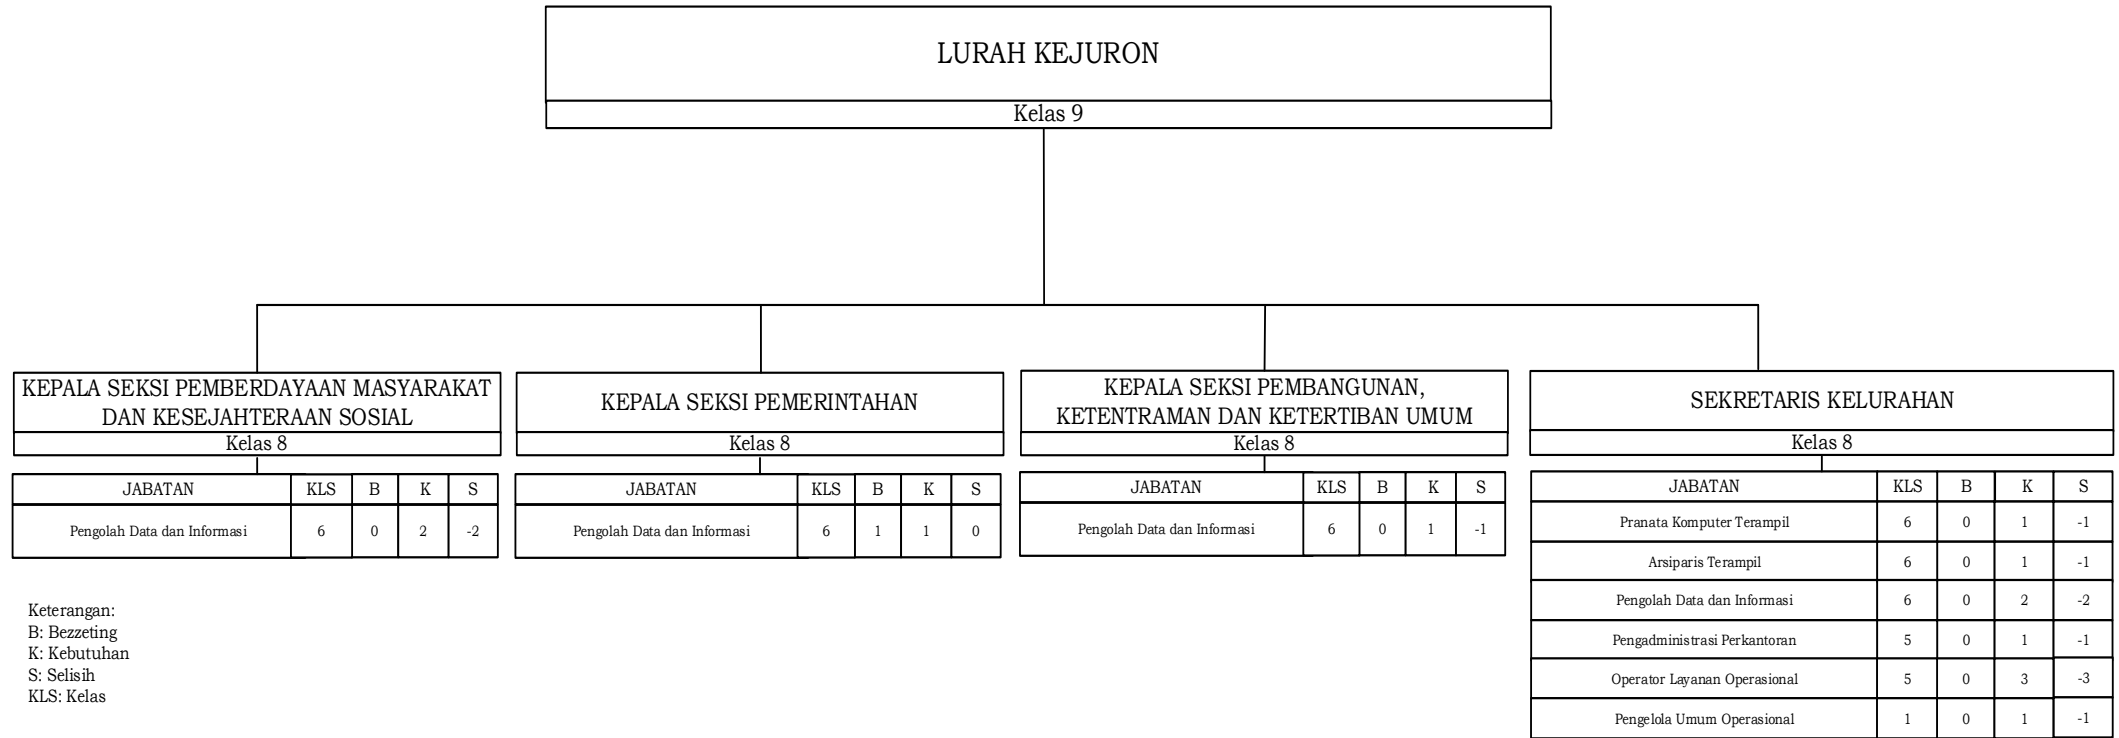 LURAH KEJURON
Kelas 9
KEPALA SEKSI PEMBERDAYAAN MASYARAKAT
DAN KESEJAHTERAAN SOSIAL
Kelas 8
JABATAN KLS B K S
Pengolah Data dan Informasi 6 0 2 -2
KEPALA SEKSI PEMERINTAHAN
Kelas 8
JABATAN KLS B K S
Pengolah Data dan Informasi 6 1 1 0
KEPALA SEKSI PEMBANGUNAN,
KETENTRAMAN DAN KETERTIBAN UMUM
Kelas 8
JABATAN KLS B K S
Pengolah Data dan Informasi 6 0 1 -1
SEKRETARIS KELURAHAN
Kelas 8
JABATAN KLS B K S
Pranata Komputer Terampil 6 0 1 -1
Arsiparis Terampil 6 0 1 -1
Pengolah Data dan Informasi 6 0 2 -2
Pengadministrasi Perkantoran 5 0 1 -1
Operator Layanan Operasional 5 0 3 -3
Pengelola Umum Operasional 1 0 1 -1
Keterangan:
B: Bezzeting
K: Kebutuhan
S: Selisih
KLS: Kelas